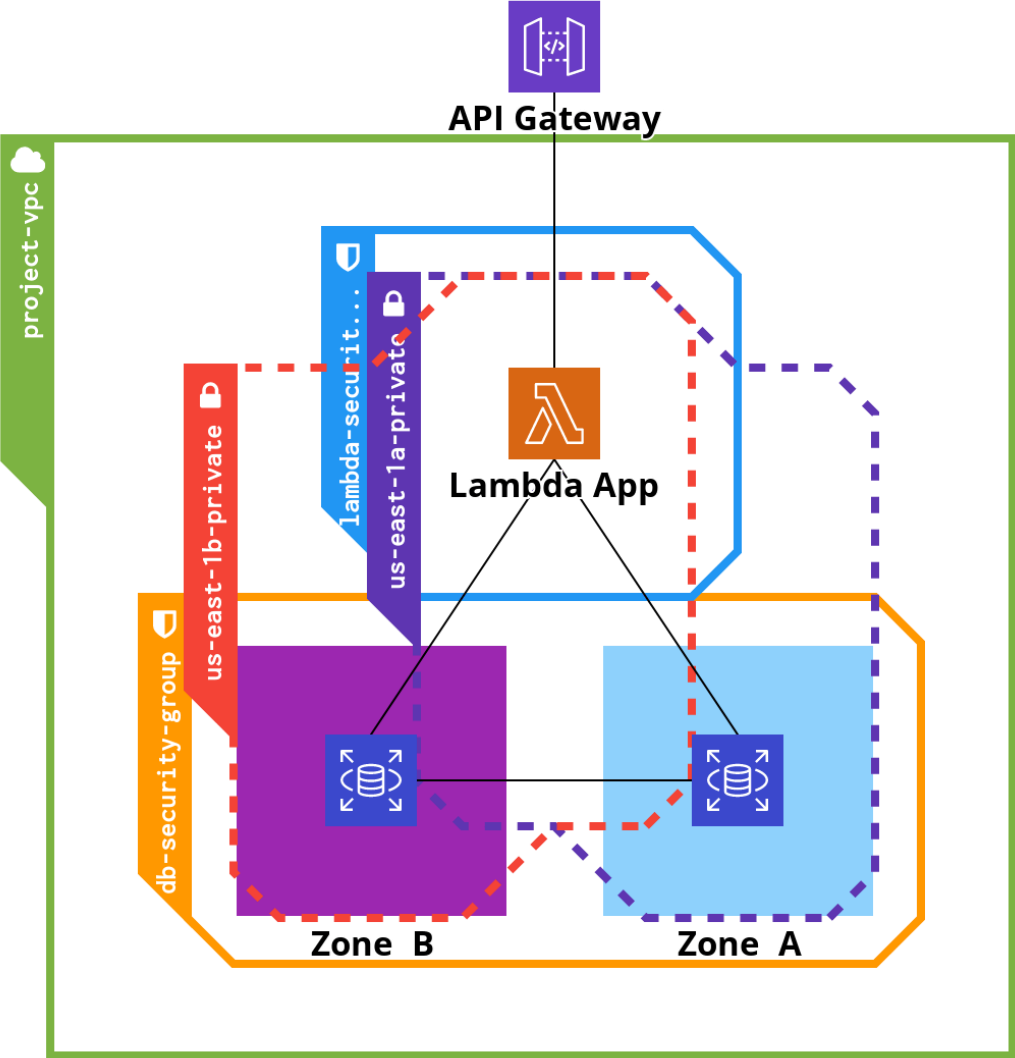 </>
API Gateway
project-vpc
lambda-securit...
us-east-1a-private
us-east-1b-private
Lambda App
db-security-group
Zone B
Zone A